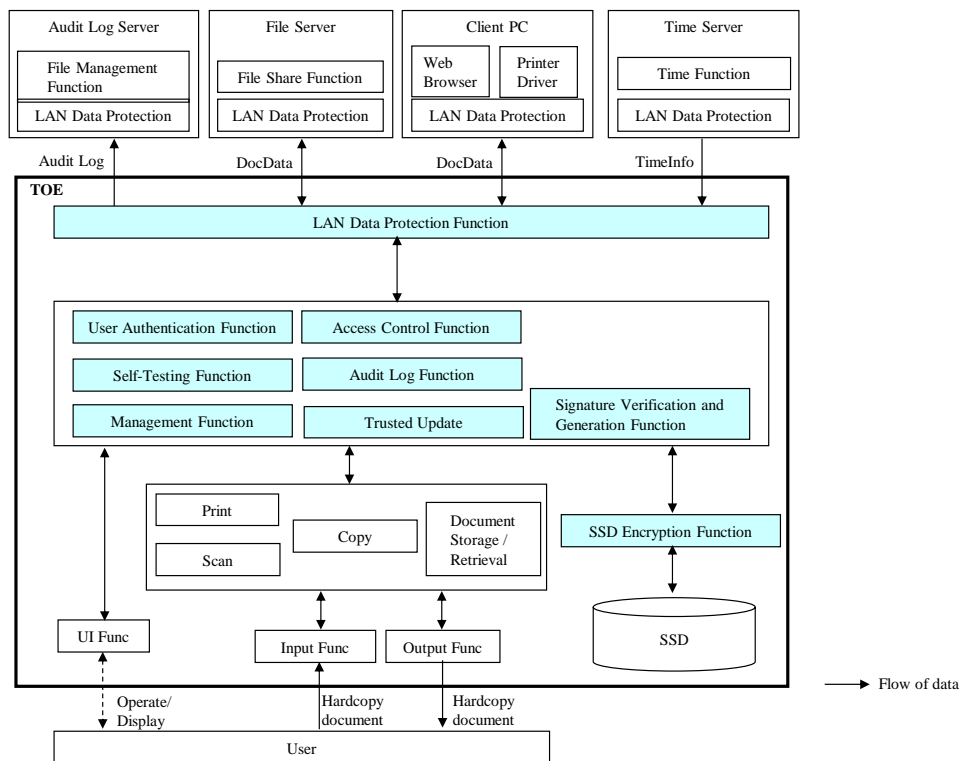 Audit Log Server
File Server
Client PC
Time Server
File Management
Function
File Share Function
Web
Browser
Printer
Driver
Time Function
LAN Data Protection
LAN Data Protection
LAN Data Protection
LAN Data Protection
Audit Log
DocData
DocData
TimeInfo
TOE
LAN Data Protection Function
User Authentication Function
Access Control Function
Self-Testing Function
Audit Log Function
Management Function
Trusted Update
Signature Verification and
Generation Function
Print
Scan
Copy
Document
Storage /
Retrieval
SSD Encryption Function
SSD
UI Func
Input Func
Output Func
Flow of data
Operate/
Display
Hardcopy
document
Hardcopy
document
User